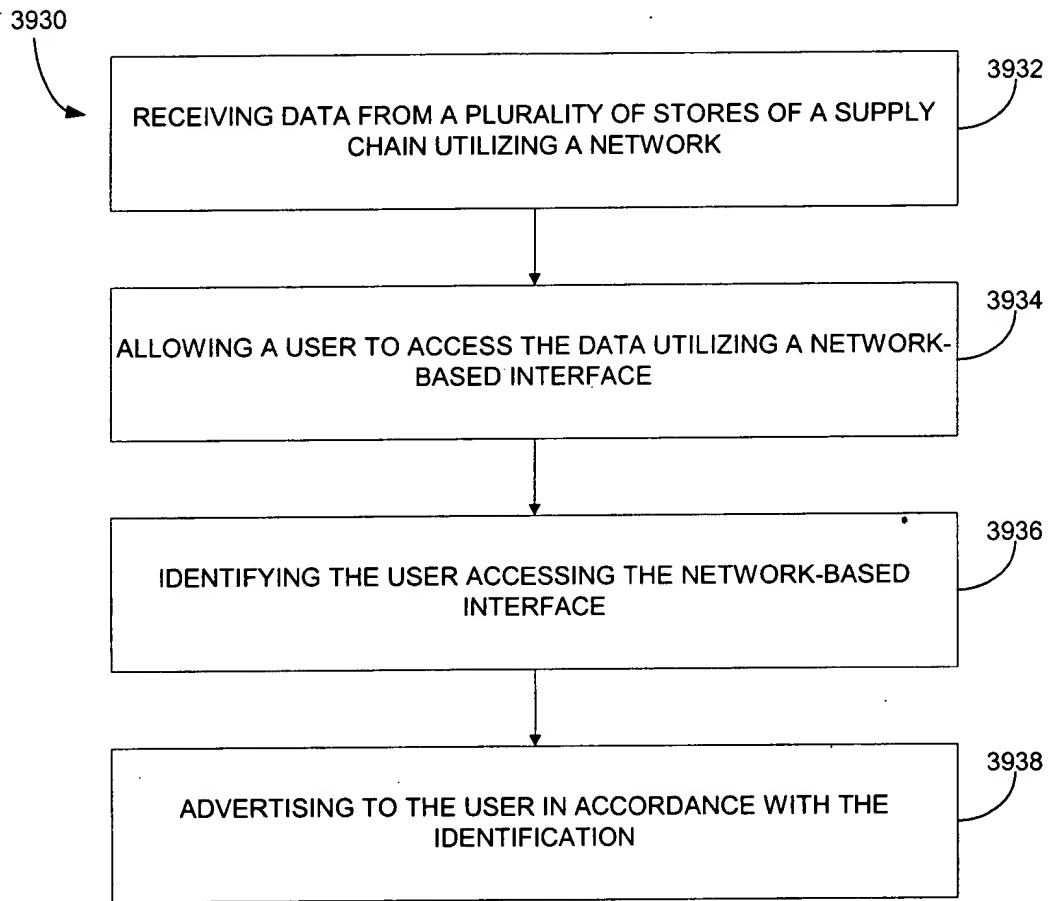 3930
3932
RECEIVING DATA FROM A PLURALITY OF STORES OF A SUPPLY
CHAIN UTILIZING A NETWORK
3934
ALLOWING A USER TO ACCESS THE DATA UTILIZING A NETWORK-
BASED INTERFACE
3936
IDENTIFYING THE USER ACCESSING THE NETWORK-BASED
INTERFACE
3938
ADVERTISING TO THE USER IN ACCORDANCE WITH THE
IDENTIFICATION